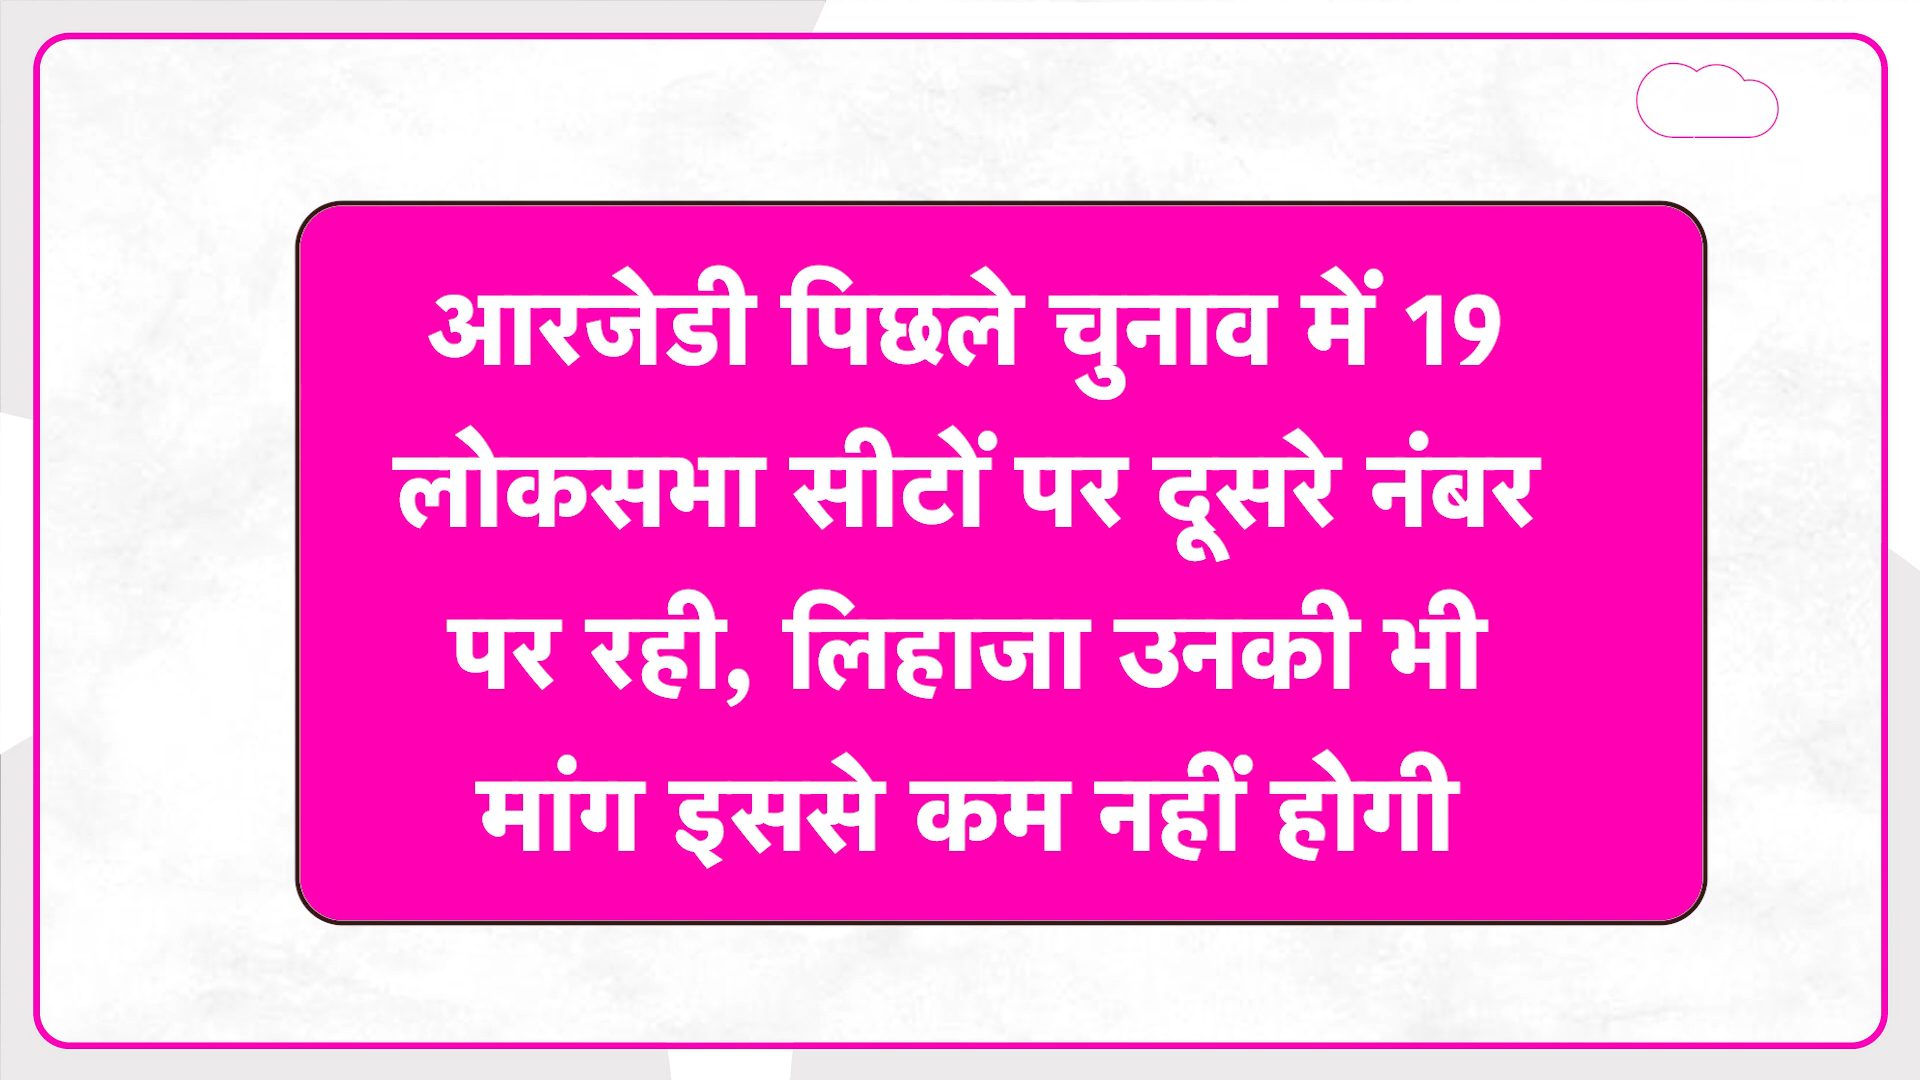 आरजेडी पिछले चुनाव में 19
लोकसभा सीटों पर दूसरे नंबर
पर रही, लिहाजा उनकी भी
मांग इससे कम नहीं होगी